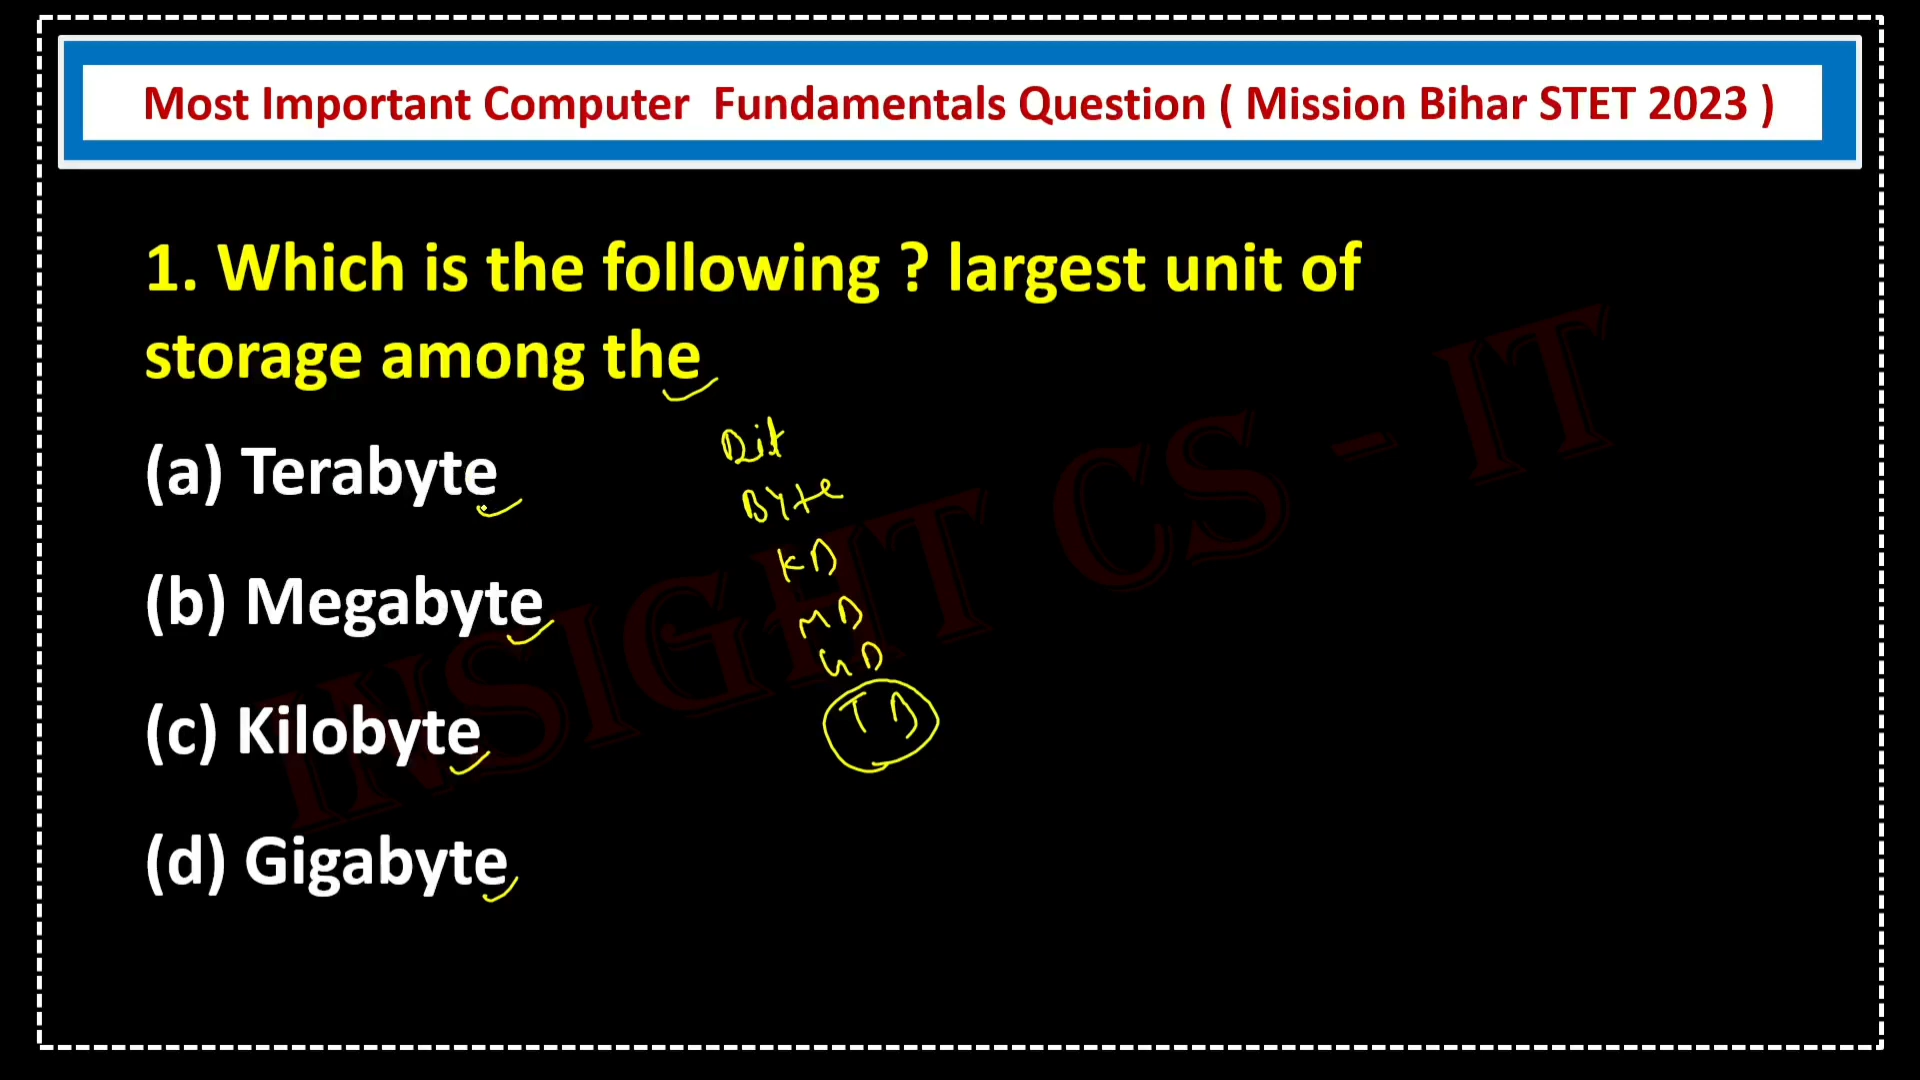 Most Important Computer Fundamentals Question ( Mission Bihar STET 2023 )
1. Which is the following ? largest unit of
storage among the
(a) Terabyte
(b) Megabyte
(c) Kilobyte
(d) Gigabyte
Bit
Byte
KB
MB
GB
TB
INSIGHT CS - IT